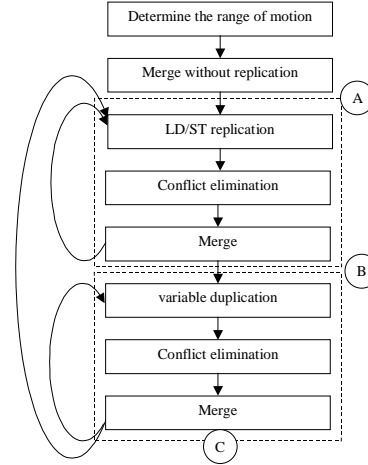 Determine the range of motion
Merge without replication
A
LD/ST replication
Conflict elimination
Merge
B
variable duplication
Conflict elimination
Merge
C